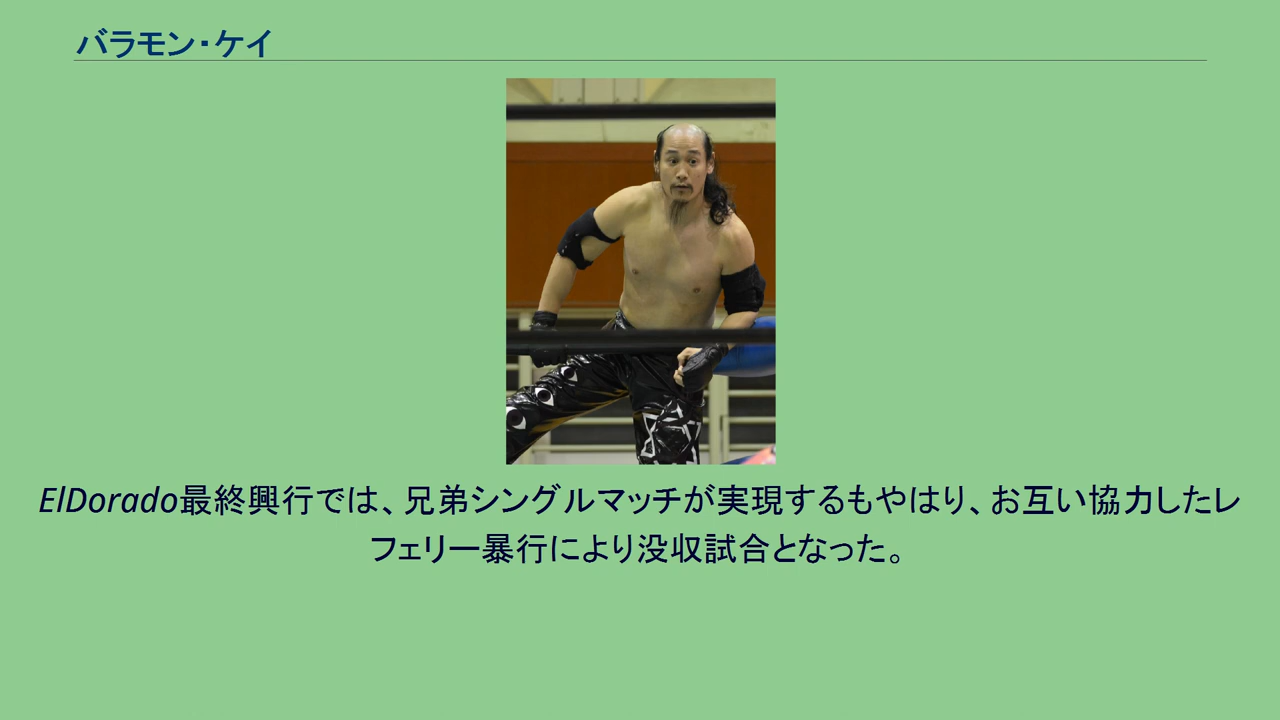 バラモン・ケイ
ElDorado最終興行では、兄弟シングルマッチが実現するもやはり、お互い協力したレ
フェリー暴行により没収試合となった。